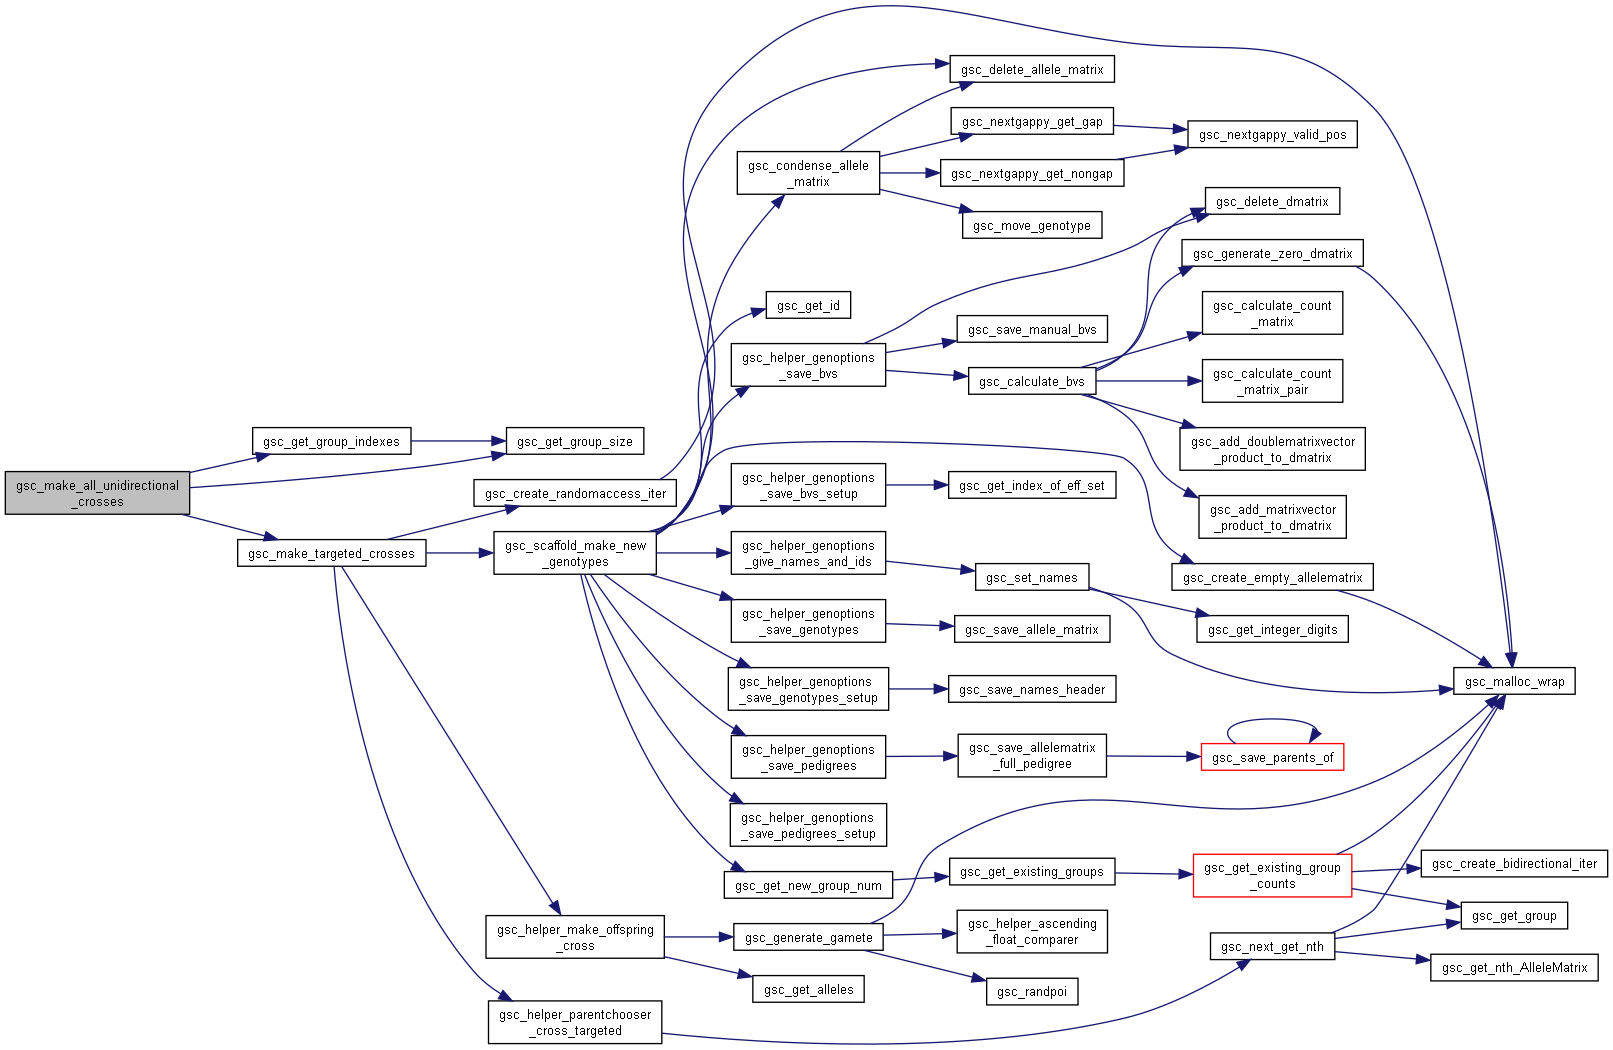 gsc_make_all_unidirectional
_crosses
gsc_get_group_indexes
gsc_get_group_size
gsc_make_targeted_crosses
gsc_create_randomaccess_iter
gsc_scaffold_make_new
_genotypes
gsc_helper_make_offspring
_cross
gsc_helper_parentchooser
_cross_targeted
gsc_condense_allele
_matrix
gsc_get_id
gsc_helper_genoptions
_save_bvs
gsc_helper_genoptions
_save_bvs_setup
gsc_helper_genoptions
_give_names_and_ids
gsc_helper_genoptions
_save_genotypes
gsc_helper_genoptions
_save_genotypes_setup
gsc_helper_genoptions
_save_pedigrees
gsc_helper_genoptions
_save_pedigrees_setup
gsc_get_new_group_num
gsc_generate_gamete
gsc_get_alleles
gsc_delete_allele_matrix
gsc_nextgappy_get_gap
gsc_nextgappy_get_nongap
gsc_move_genotype
gsc_save_manual_bvs
gsc_calculate_bvs
gsc_get_index_of_eff_set
gsc_set_names
gsc_save_allele_matrix
gsc_save_names_header
gsc_save_allelematrix
_full_pedigree
gsc_get_existing_groups
gsc_helper_ascending
_float_comparer
gsc_randpoi
gsc_nextgappy_valid_pos
gsc_delete_dmatrix
gsc_generate_zero_dmatrix
gsc_calculate_count
_matrix
gsc_calculate_count
_matrix_pair
gsc_add_doublematrixvector
_product_to_dmatrix
gsc_add_matrixvector
_product_to_dmatrix
gsc_create_empty_allelematrix
gsc_get_integer_digits
gsc_save_parents_of
gsc_get_existing_group
_counts
gsc_next_get_nth
gsc_malloc_wrap
gsc_create_bidirectional_iter
gsc_get_group
gsc_get_nth_AlleleMatrix